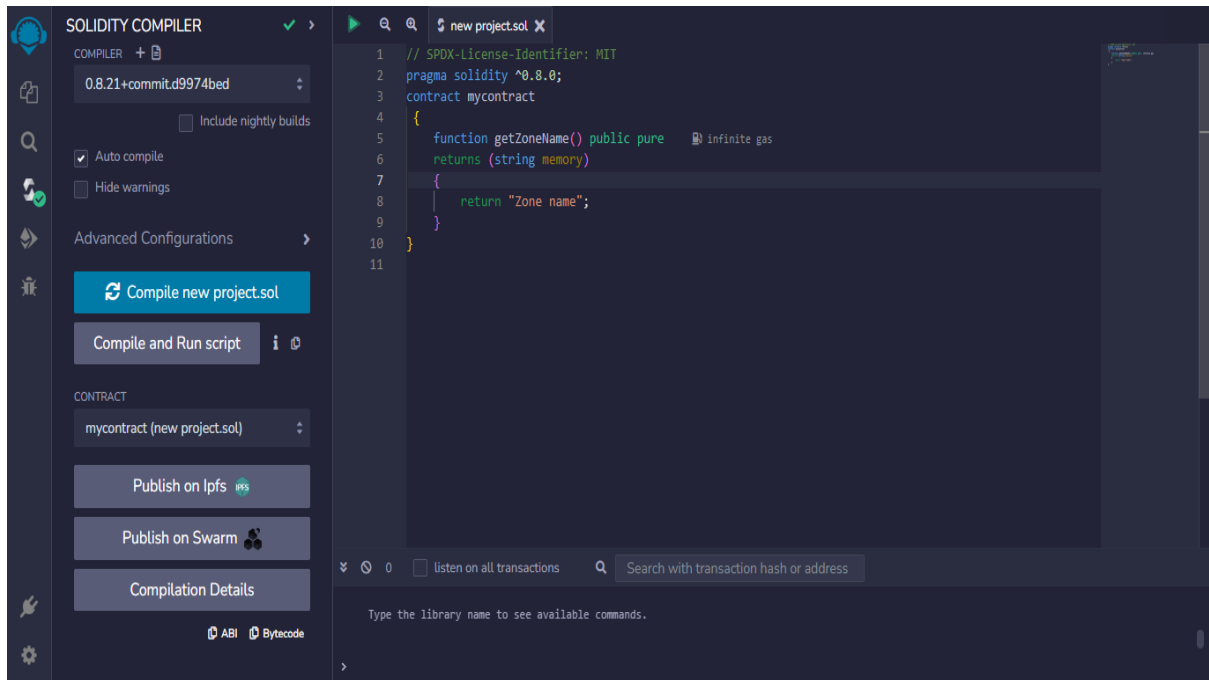 SOLIDITY COMPILER
COMPILER
0.8.21+commit.d9974bed
Include nightly builds
Auto compile
Hide warnings
Advanced Configurations
Compile new project.sol
Compile and Run script
CONTRACT
mycontract (new project.sol)
Publish on Ipfs IPFS
Publish on Swarm
Compilation Details
ABI Bytecode
new project.sol
1 // SPDX-License-Identifier: MIT
2 pragma solidity ^0.8.0;
3 contract mycontract
4 {
5 function getZoneName() public pure infinite gas
6 returns (string memory)
7 {
8 return "Zone name";
9 }
10 }
11
0 listen on all transactions Search with transaction hash or address
Type the library name to see available commands.
>